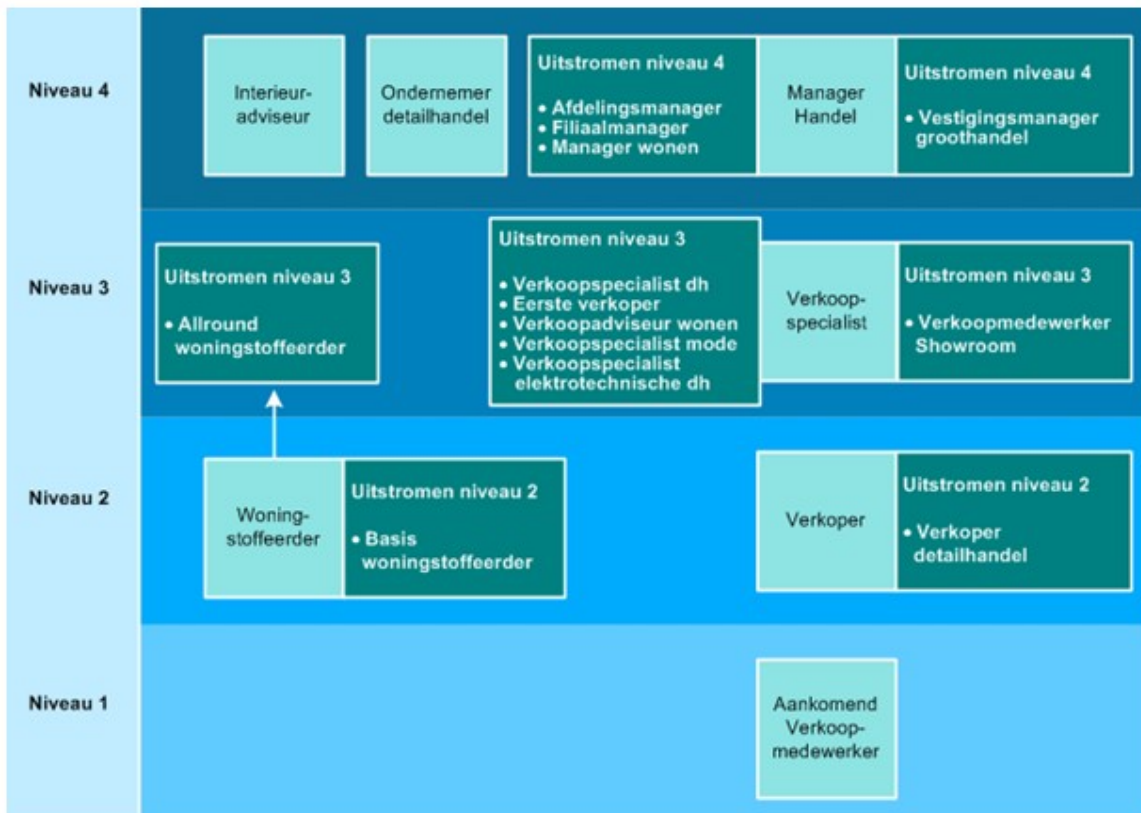 Niveau 4
Interieur-
adviseur
Ondernemer
detailhandel
Uitstromen niveau 4
• Afdelingsmanager
• Filiaalmanager
• Manager wonen
Manager
Handel
Uitstromen niveau 4
• Vestigingsmanager
groothandel
Niveau 3
Uitstromen niveau 3
• Allround
woningstoffeerder
Uitstromen niveau 3
• Verkoopspecialist dh
• Eerste verkoper
• Verkoopadviseur wonen
• Verkoopspecialist mode
• Verkoopspecialist
elektrotechnische dh
Verkoop-
specialist
Uitstromen niveau 3
• Verkoopmedewerker
Showroom
Niveau 2
Woning-
stoffeerder
Uitstromen niveau 2
• Basis
woningstoffeerder
Verkoper
Uitstromen niveau 2
• Verkoper
detailhandel
Niveau 1
Aankomend
Verkoop-
medewerker